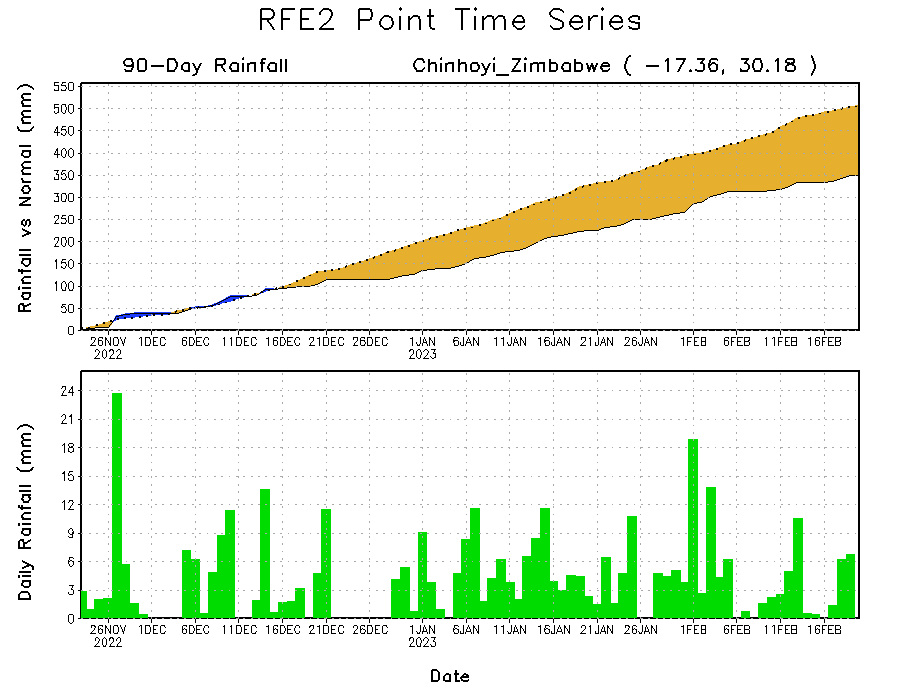 RFE2 Point Time Series
90-Day Rainfall
Chinhoyi_Zimbabwe ( -17.36, 30.18 )
Rainfall vs Normal (mm)
550
500
450
400
350
300
250
200
150
100
50
0
26NOV 1DEC 6DEC 11DEC 16DEC 21DEC 26DEC 1JAN 6JAN 11JAN 16JAN 21JAN 26JAN 1FEB 6FEB 11FEB 16FEB
2022 2023
Daily Rainfall (mm)
24
21
18
15
12
9
6
3
0
26NOV 1DEC 6DEC 11DEC 16DEC 21DEC 26DEC 1JAN 6JAN 11JAN 16JAN 21JAN 26JAN 1FEB 6FEB 11FEB 16FEB
2022 2023
Date